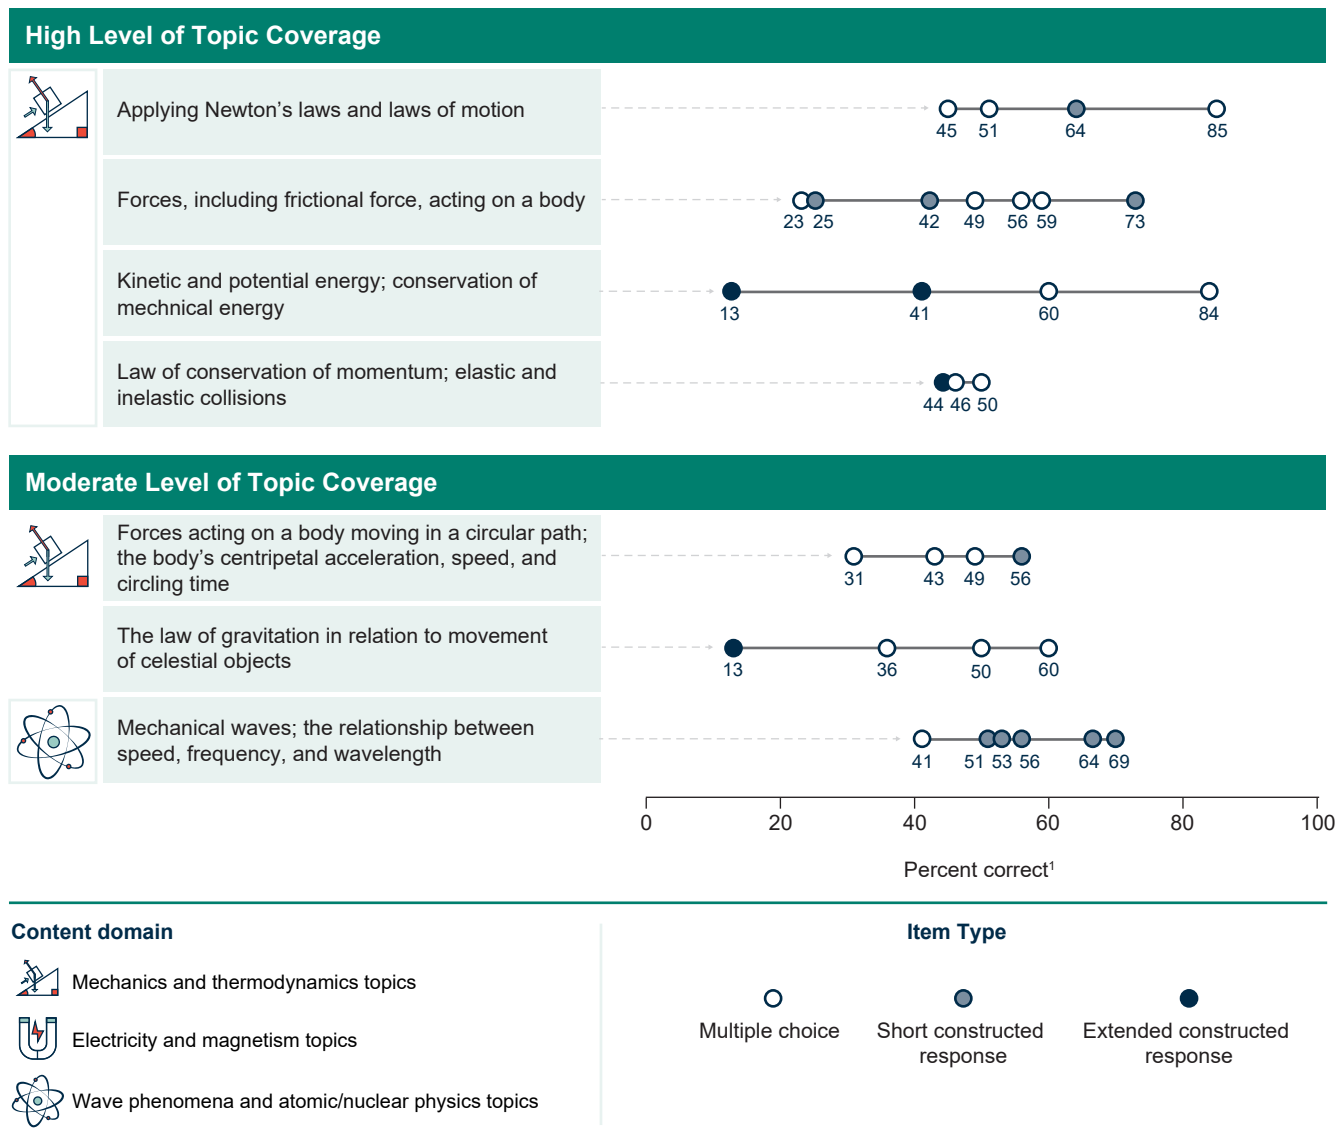 High Level of Topic Coverage
Applying Newton’s laws and laws of motion
45 51 64 85
Forces, including frictional force, acting on a body
23 25 42 49 56 59 73
Kinetic and potential energy; conservation of
mechnical energy
13 41 60 84
Law of conservation of momentum; elastic and
inelastic collisions
44 46 50
Moderate Level of Topic Coverage
Forces acting on a body moving in a circular path;
the body’s centripetal acceleration, speed, and
circling time
31 43 49 56
The law of gravitation in relation to movement
of celestial objects
13 36 50 60
Mechanical waves; the relationship between
speed, frequency, and wavelength
41 51 53 56 64 69
0 20 40 60 80 100
Percent correct¹
Content domain
Mechanics and thermodynamics topics
Electricity and magnetism topics
Wave phenomena and atomic/nuclear physics topics
Item Type
Multiple choice
Short constructed
response
Extended constructed
response